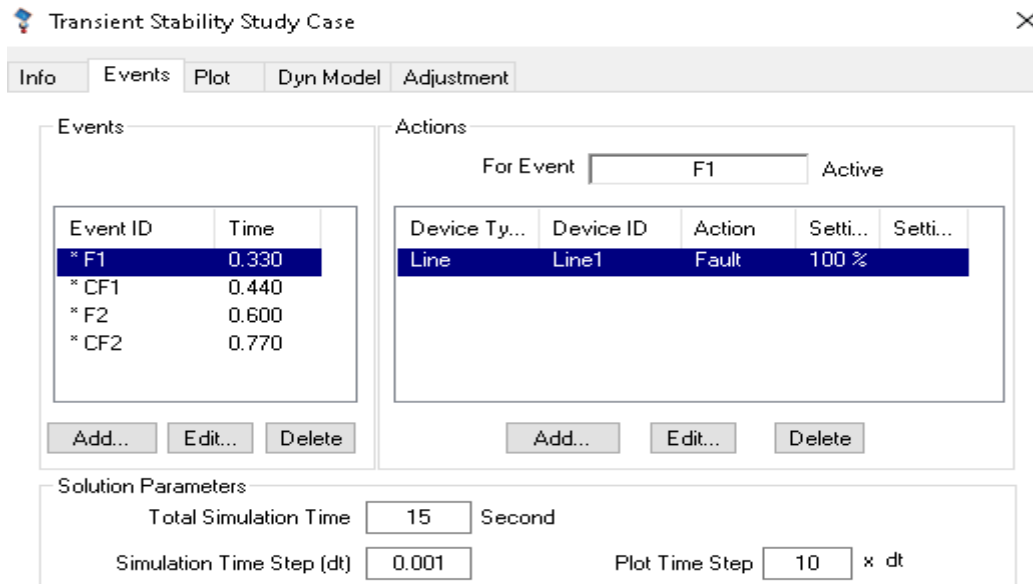 Transient Stability Study Case
Info Events Plot Dyn Model Adjustment
Events
Event ID Time
* F1 0.330
* CF1 0.440
* F2 0.600
* CF2 0.770
Add... Edit... Delete
Actions
For Event F1 Active
Device Ty... Device ID Action Setti... Setti...
Line Line1 Fault 100 %
Add... Edit... Delete
Solution Parameters
Total Simulation Time 15 Second
Simulation Time Step (dt) 0.001 Plot Time Step 10 x dt